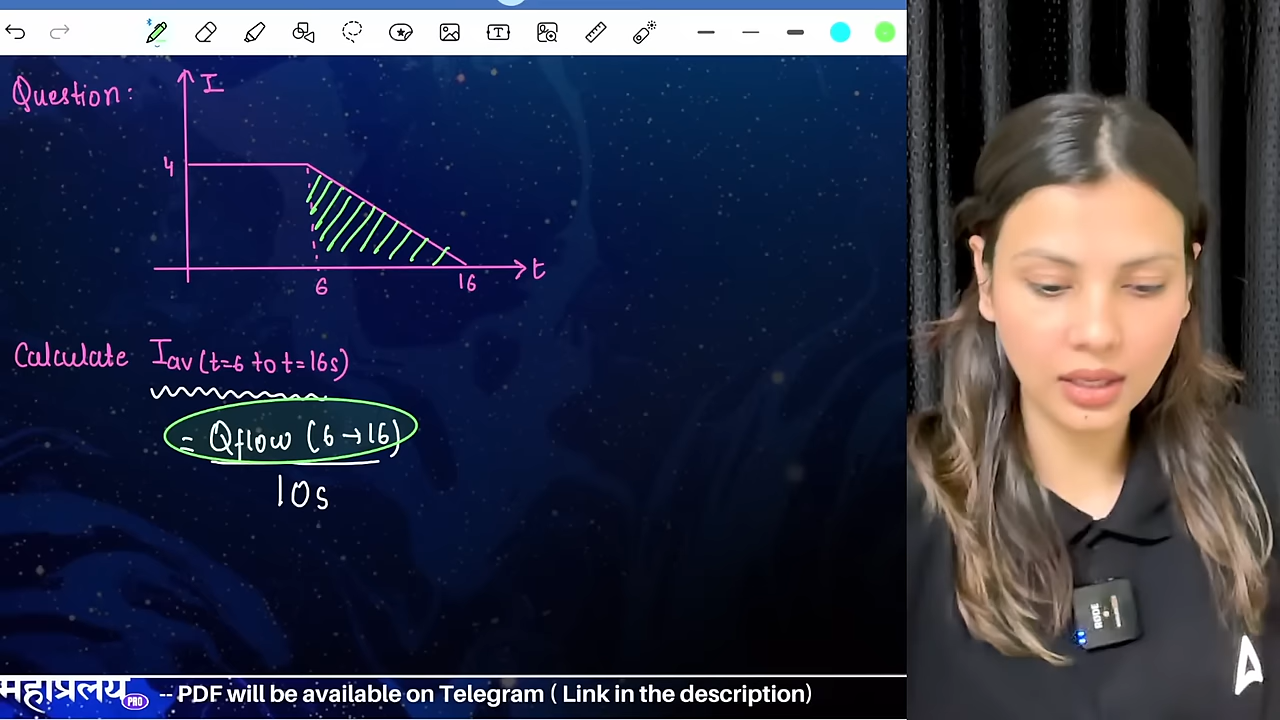 Question:
I
4
6
16
t
Calculate Iav(t=6 to t=16s)
= Qflow (6→16)
10s
महाप्रलय PRO -- PDF will be available on Telegram ( Link in the description)